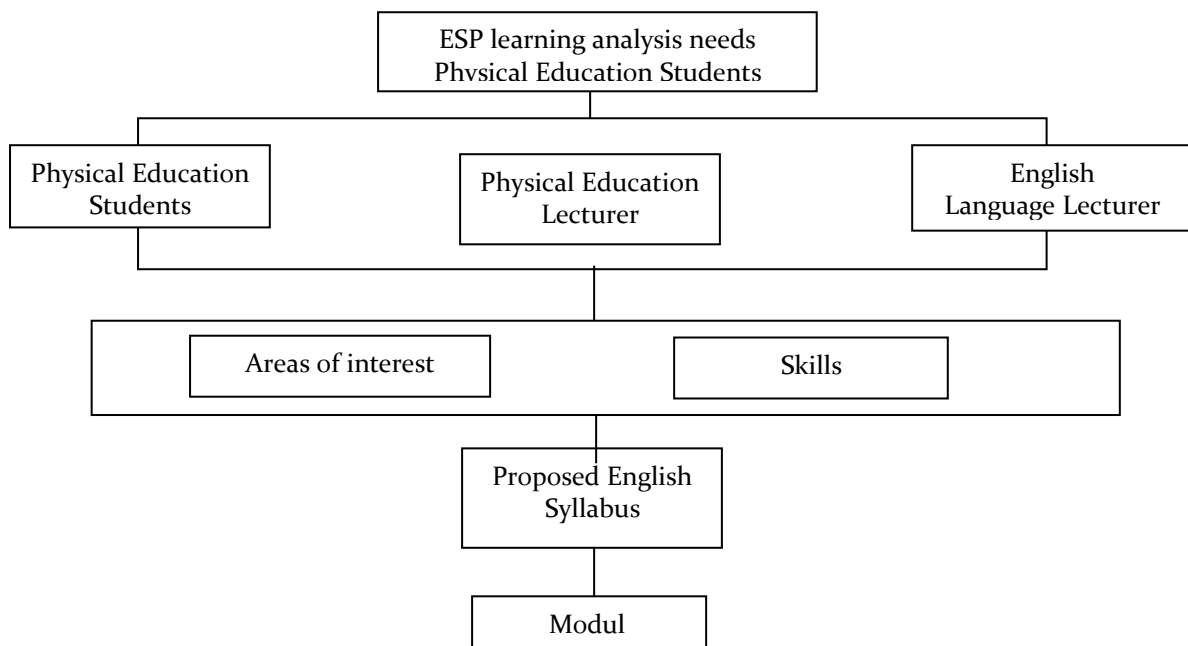 ESP learning analysis needs
Physical Education Students
Physical Education
Students
Physical Education
Lecturer
English
Language Lecturer
Areas of interest
Skills
Proposed English
Syllabus
Modul